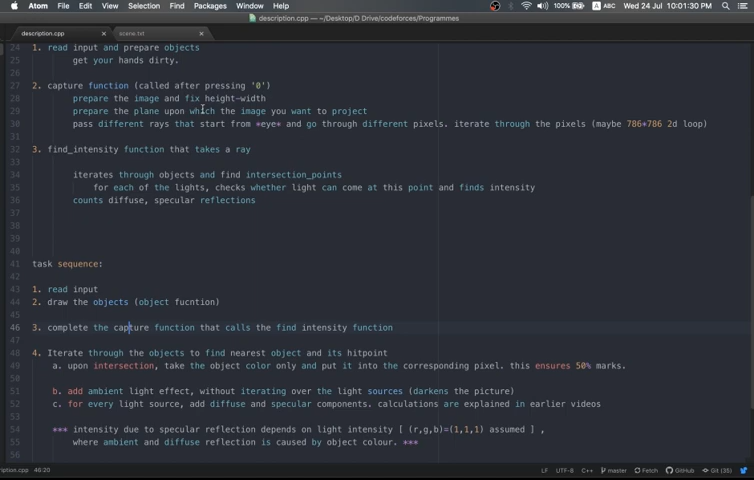 Atom File Edit View Selection Find Packages Window Help 100% ABC Wed 24 Jul 10:01:30 PM
description.cpp — ~/Desktop/D Drive/codeforces/Programmes
description.cpp × scene.txt ×
24 1. read input and prepare objects
25 get your hands dirty.
26
27 2. capture function (called after pressing '0')
28 prepare the image and fix height-width
29 prepare the plane upon which the image you want to project
30 pass different rays that start from *eye* and go through different pixels. iterate through the pixels (maybe 786*786 2d loop)
31
32 3. find_intensity function that takes a ray
33
34 iterates through objects and find intersection_points
35 for each of the lights, checks whether light can come at this point and finds intensity
36 counts diffuse, specular reflections
37
38
39
40
41 task sequence:
42
43 1. read input
44 2. draw the objects (object fucntion)
45
46 3. complete the capture function that calls the find intensity function
47
48 4. Iterate through the objects to find nearest object and its hitpoint
49 a. upon intersection, take the object color only and put it into the corresponding pixel. this ensures 50% marks.
50
51 b. add ambient light effect, without iterating over the light sources (darkens the picture)
52 c. for every light source, add diffuse and specular components. calculations are explained in earlier videos
53
54 *** intensity due to specular reflection depends on light intensity [ (r,g,b)=(1,1,1) assumed ] ,
55 where ambient and diffuse reflection is caused by object colour. ***
56
ription.cpp 46:20 LF UTF-8 C++ master Fetch GitHub Git (35)